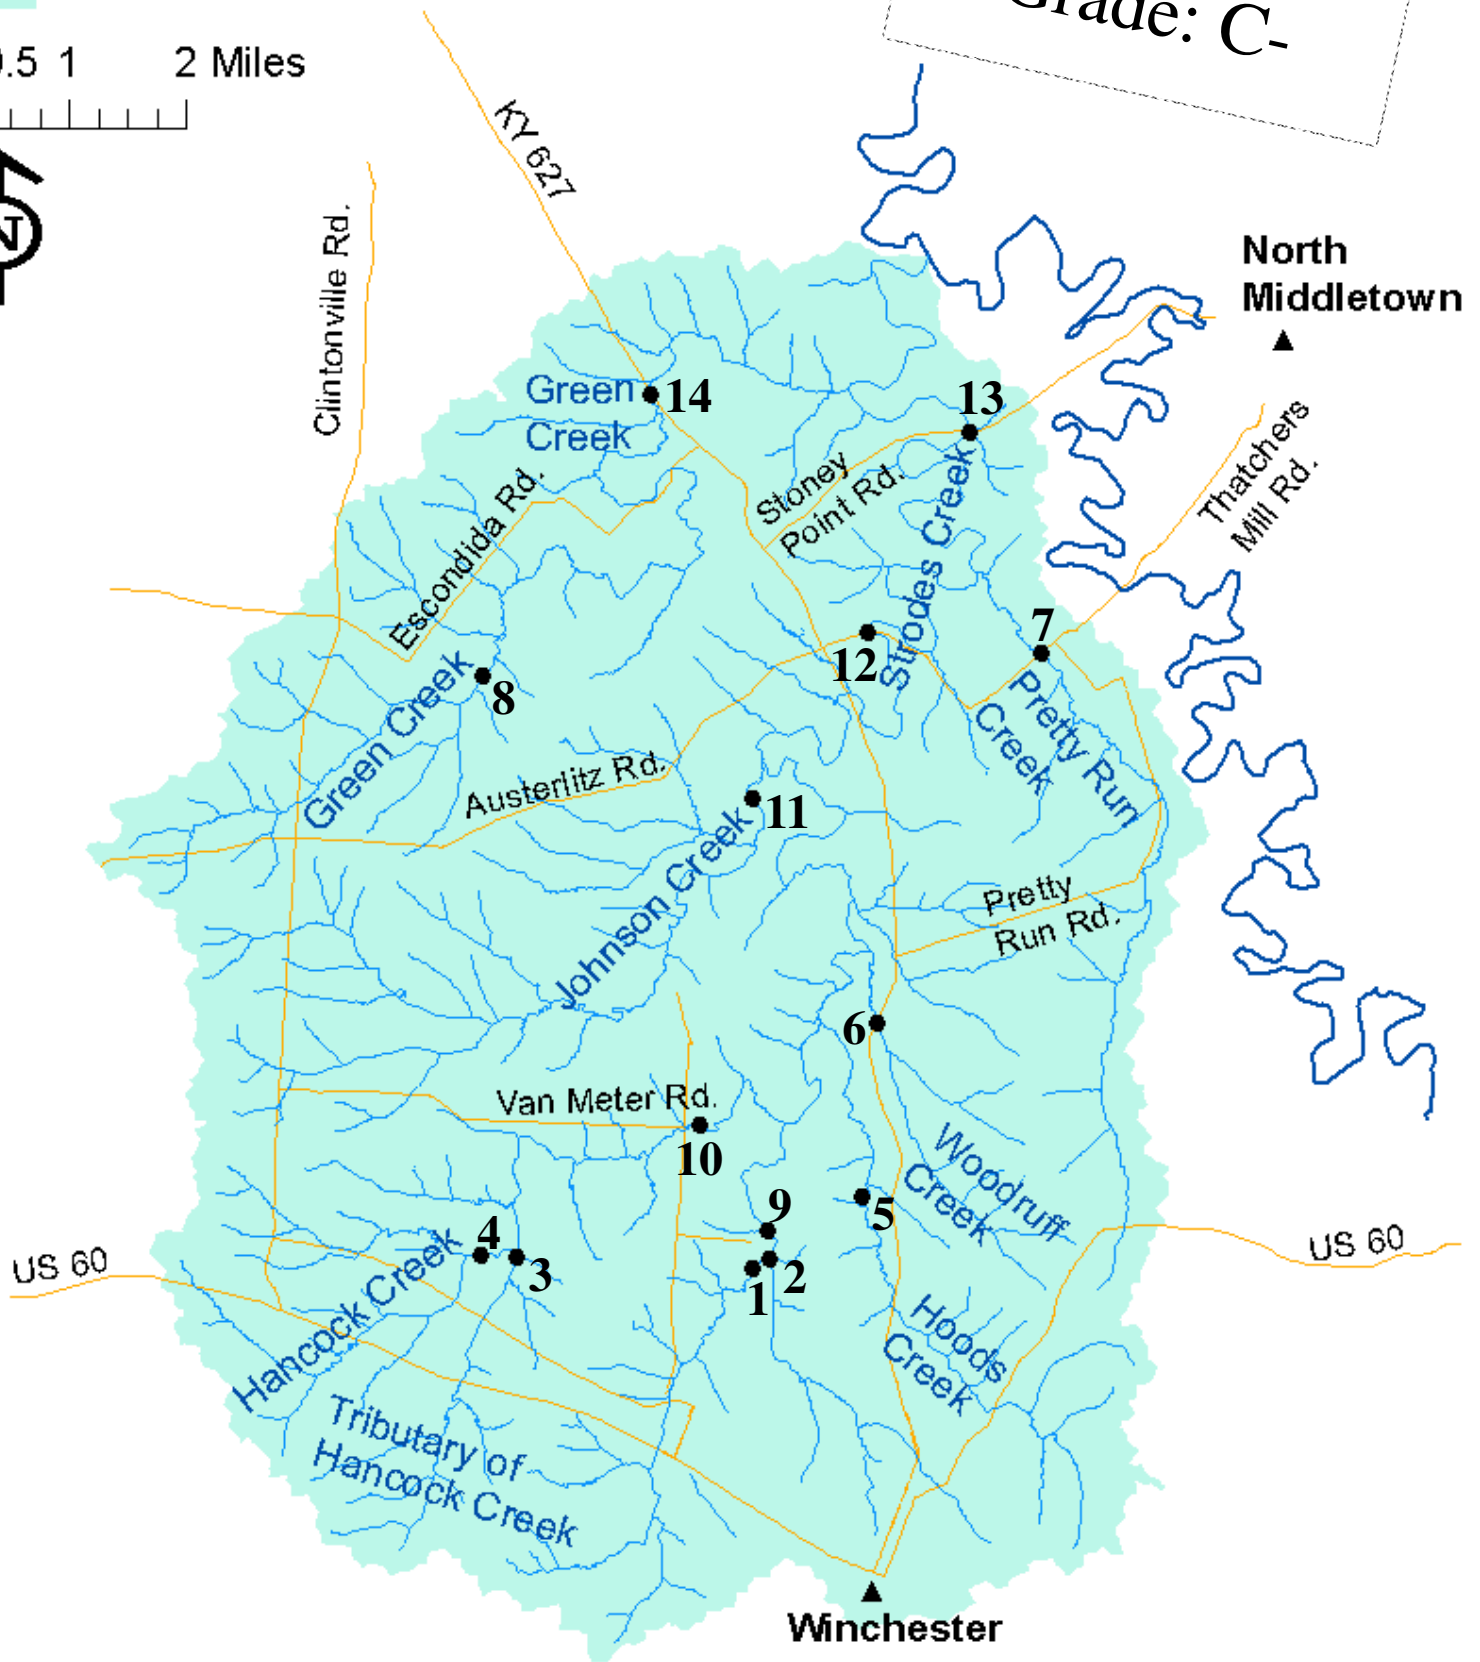 Grade: C-
0.5 1 2 Miles
N
KY 627
Clintonville Rd.
North
Middletown
Green
Creek
14
13
Stoney
Point Rd.
Thatchers
Mill Rd.
Escondida Rd.
Strodes Creek
7
12
Green Creek
8
Pretty Run
Creek
Austerlitz Rd.
11
Johnson Creek
Pretty
Run Rd.
6
Van Meter Rd.
10
Woodruff
Creek
9
5
4
3
2
1
US 60
US 60
Hancock Creek
Hoods
Creek
Tributary of
Hancock Creek
Winchester